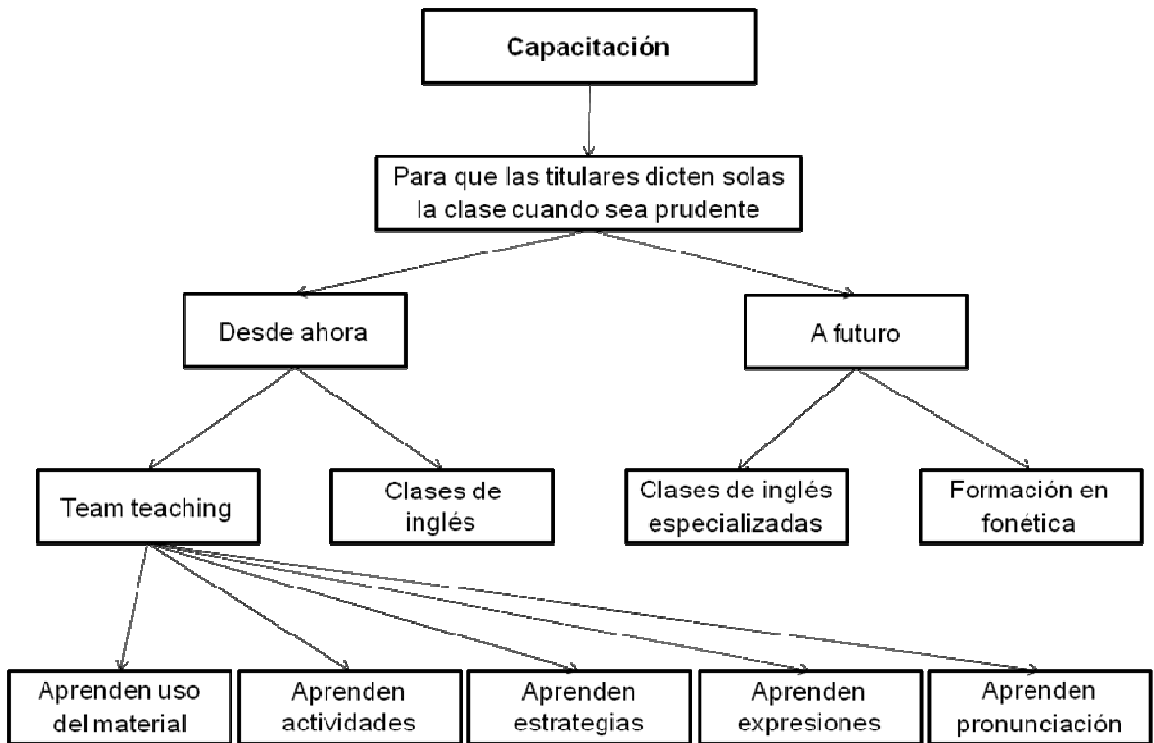 Capacitación
Para que las titulares dicten solas
la clase cuando sea prudente
Desde ahora
A futuro
Team teaching
Clases de
inglés
Clases de inglés
especializadas
Formación en
fonética
Aprenden uso
del material
Aprenden
actividades
Aprenden
estrategias
Aprenden
expresiones
Aprenden
pronunciación